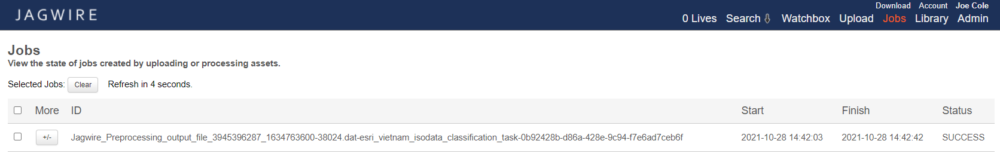 Download Account Joe Cole
JAGWIRE
0 Lives Search Watchbox Upload Jobs Library Admin
Jobs
View the state of jobs created by uploading or processing assets.
Selected Jobs: Clear Refresh in 4 seconds.
More ID Start Finish Status
+/- Jagwire_Preprocessing_output_file_3945396287_1634763600-38024.dat-esri_vietnam_isodata_classification_task-0b92428b-d86a-428e-9c94-f7e6ad7ceb6f 2021-10-28 14:42:03 2021-10-28 14:42:42 SUCCESS